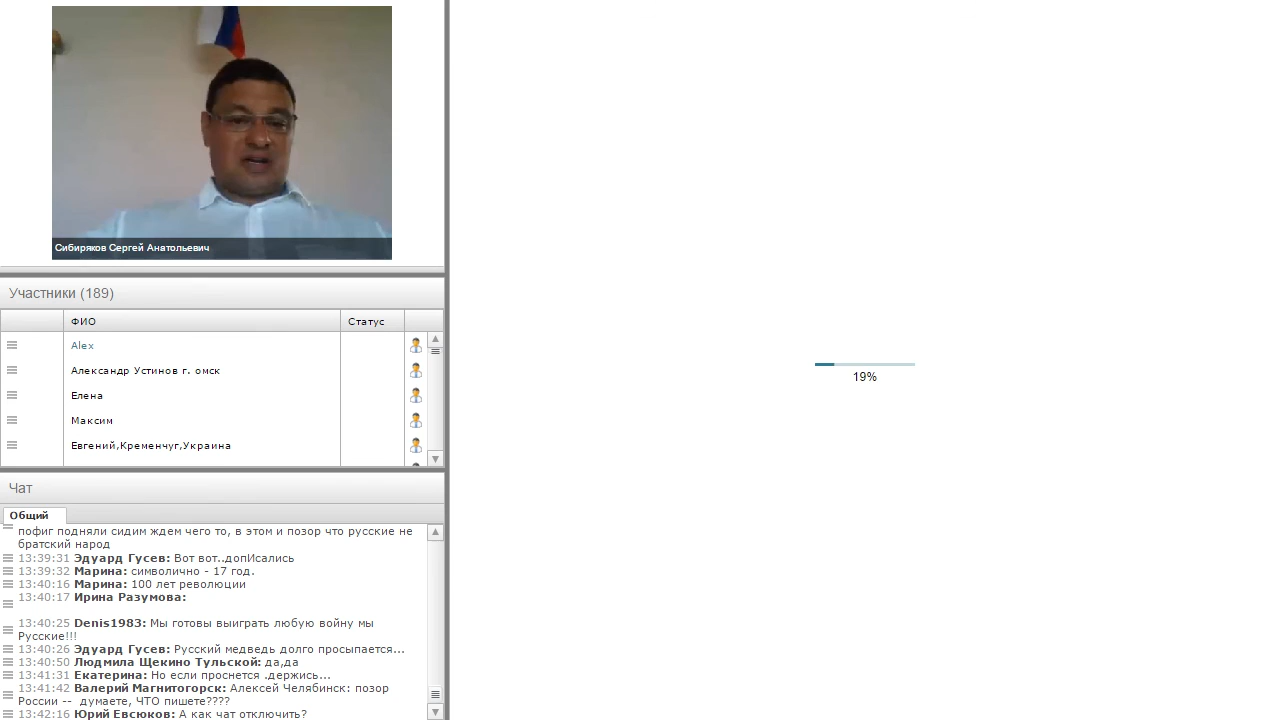 Сибиряков Сергей Анатольевич
Участники (189)
ФИО Статус
Alex
Александр Устинов г. омск
Елена
Максим
Евгений,Кременчуг,Украина
Чат
Общий
пофиг подняли сидим ждем чего то, в этом и позор что русские не
братский народ
13:39:31 Эдуард Гусев: Вот вот..допИсались
13:39:32 Марина: символично - 17 год.
13:40:16 Марина: 100 лет революции
13:40:17 Ирина Разумова:
13:40:25 Denis1983: Мы готовы выиграть любую войну мы
Русские!!!
13:40:26 Эдуард Гусев: Русский медведь долго просыпается...
13:40:50 Людмила Щекино Тульской: да,да
13:41:31 Екатерина: Но если проснется .держись...
13:41:42 Валерий Магнитогорск: Алексей Челябинск: позор
России -- думаете, ЧТО пишете????
13:42:16 Юрий Евсюков: А как чат отключить?
19%